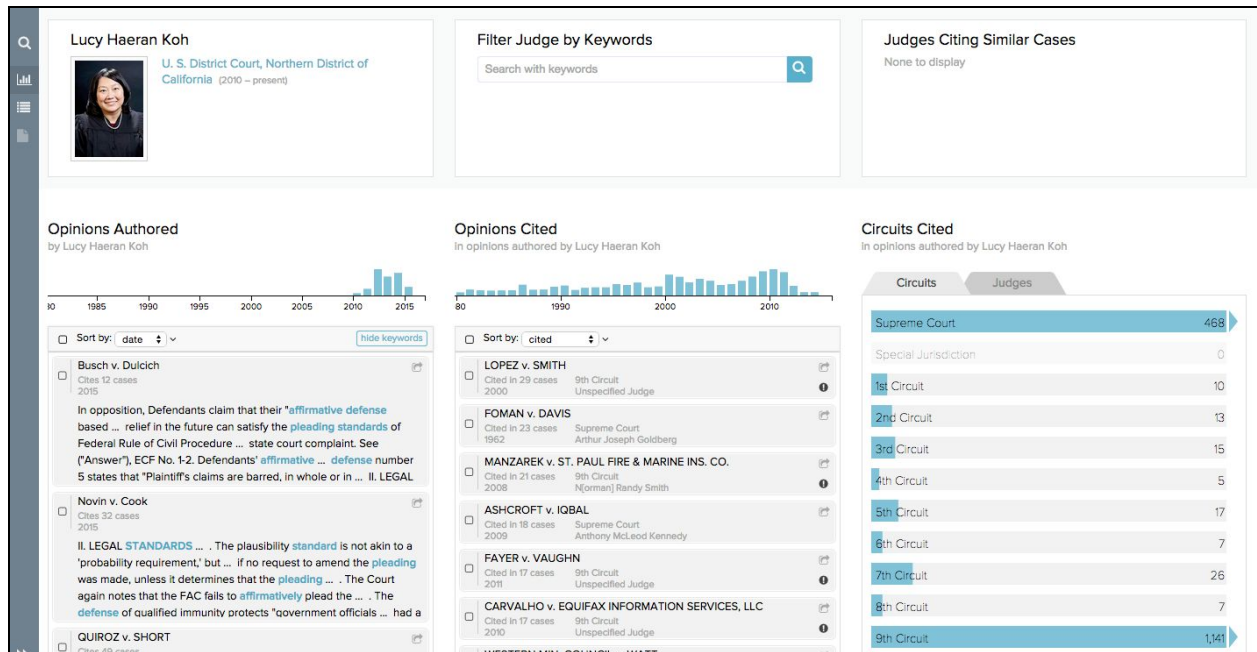 Lucy Haeran Koh
U. S. District Court, Northern District of
California (2010 – present)
Filter Judge by Keywords
Search with keywords
Judges Citing Similar Cases
None to display
Opinions Authored
by Lucy Haeran Koh
80 1985 1990 1995 2000 2005 2010 2015
Sort by: date hide keywords
Busch v. Dulcich
Cites 12 cases
2015
In opposition, Defendants claim that their "affirmative defense
based ... relief in the future can satisfy the pleading standards of
Federal Rule of Civil Procedure ... state court complaint. See
("Answer"), ECF No. 1-2. Defendants' affirmative ... defense number
5 states that "Plaintiff's claims are barred, in whole or in ... II. LEGAL
Novin v. Cook
Cites 32 cases
2015
II. LEGAL STANDARDS ... . The plausibility standard is not akin to a
'probability requirement,' but ... if no request to amend the pleading
was made, unless it determines that the pleading ... . The Court
again notes that the FAC fails to affirmatively plead the ... . The
defense of qualified immunity protects "government officials ... had a
QUIROZ v. SHORT
Cites 49 cases
Opinions Cited
in opinions authored by Lucy Haeran Koh
80 1990 2000 2010
Sort by: cited
LOPEZ v. SMITH
Cited in 29 cases 9th Circuit
2000 Unspecified Judge
FOMAN v. DAVIS
Cited in 23 cases Supreme Court
1962 Arthur Joseph Goldberg
MANZAREK v. ST. PAUL FIRE & MARINE INS. CO.
Cited in 21 cases 9th Circuit
2008 N[orman] Randy Smith
ASHCROFT v. IQBAL
Cited in 18 cases Supreme Court
2009 Anthony McLeod Kennedy
FAYER v. VAUGHN
Cited in 17 cases 9th Circuit
2011 Unspecified Judge
CARVALHO v. EQUIFAX INFORMATION SERVICES, LLC
Cited in 17 cases 9th Circuit
2010 Unspecified Judge
WESTERN MIN. COUNCIL v. WATT
Circuits Cited
in opinions authored by Lucy Haeran Koh
Circuits Judges
Supreme Court 468
Special Jurisdiction 0
1st Circuit 10
2nd Circuit 13
3rd Circuit 15
4th Circuit 5
5th Circuit 17
6th Circuit 7
7th Circuit 26
8th Circuit 7
9th Circuit 1,141